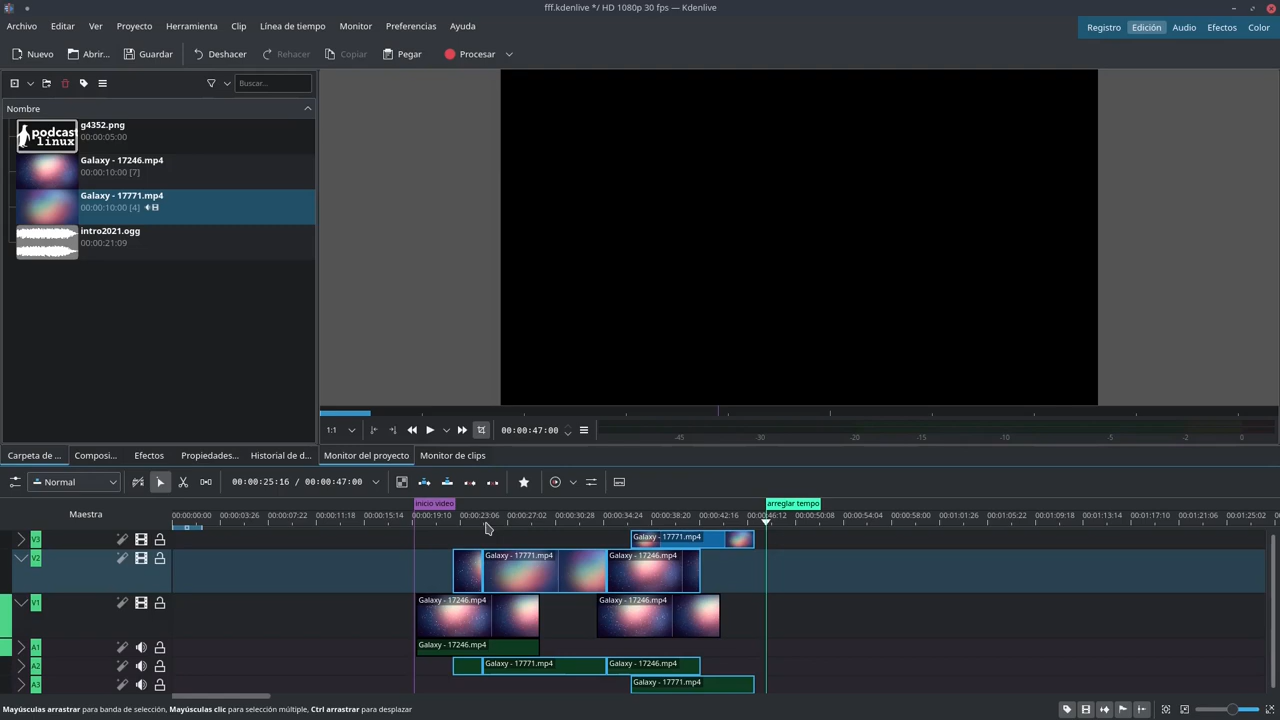 fff.kdenlive */ HD 1080p 30 fps — Kdenlive
Archivo Editar Ver Proyecto Herramienta Clip Línea de tiempo Monitor Preferencias Ayuda
Registro Edición Audio Efectos Color
Nuevo Abrir... Guardar Deshacer Rehacer Copiar Pegar Procesar
Buscar...
Nombre
podcast linux
g4352.png
00:00:05:00
Galaxy - 17246.mp4
00:00:10:00 [7]
Galaxy - 17771.mp4
00:00:10:00 [4]
intro2021.ogg
00:00:21:09
1:1 00:00:47:00 -45 -30 -20 -15 -10 -5 -2 0
Carpeta de ... Composi... Efectos Propiedades... Historial de d... Monitor del proyecto Monitor de clips
Normal 00:00:25:16 / 00:00:47:00
inicio video arreglar tempo
Maestra 00:00:00:00 00:00:03:26 00:00:07:22 00:00:11:18 00:00:15:14 00:00:19:10 00:00:23:06 00:00:27:02 00:00:30:28 00:00:34:24 00:00:38:20 00:00:42:16 00:00:46:12 00:00:50:08 00:00:54:04 00:00:58:00 00:01:01:26 00:01:05:22 00:01:09:18 00:01:13:14 00:01:17:10 00:01:21:06 00:01:25:02
V3 Galaxy - 17771.mp4
V2 Galaxy - 17771.mp4 Galaxy - 17246.mp4
V1 Galaxy - 17246.mp4 Galaxy - 17246.mp4
A1 Galaxy - 17246.mp4
A2 Galaxy - 17771.mp4 Galaxy - 17246.mp4
A3 Galaxy - 17771.mp4
Mayúsculas arrastrar para banda de selección, Mayúsculas clic para selección múltiple, Ctrl arrastrar para desplazar